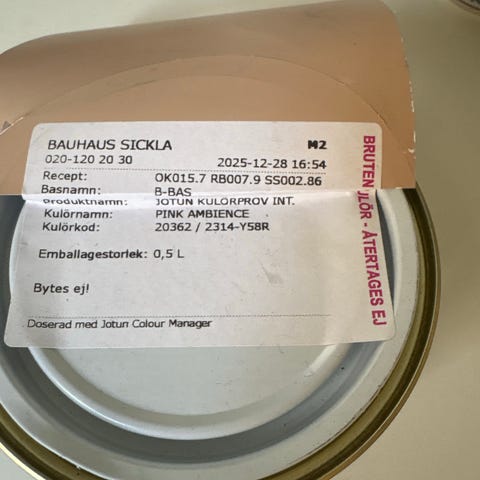 BAUHAUS SICKLA M2
020-120 20 30 2025-12-28 16:54
Recept: OK015.7 RB007.9 SS002.86
Basnamn: B-BAS
Produktnamn: JOTUN KULÖRPROV INT.
Kulörnamn: PINK AMBIENCE
Kulörkod: 20362 / 2314-Y58R
Emballagestorlek: 0,5 L
Bytes ej!
Doserad med Jotun Colour Manager
BRUTEN - ÅTERTAGES EJ